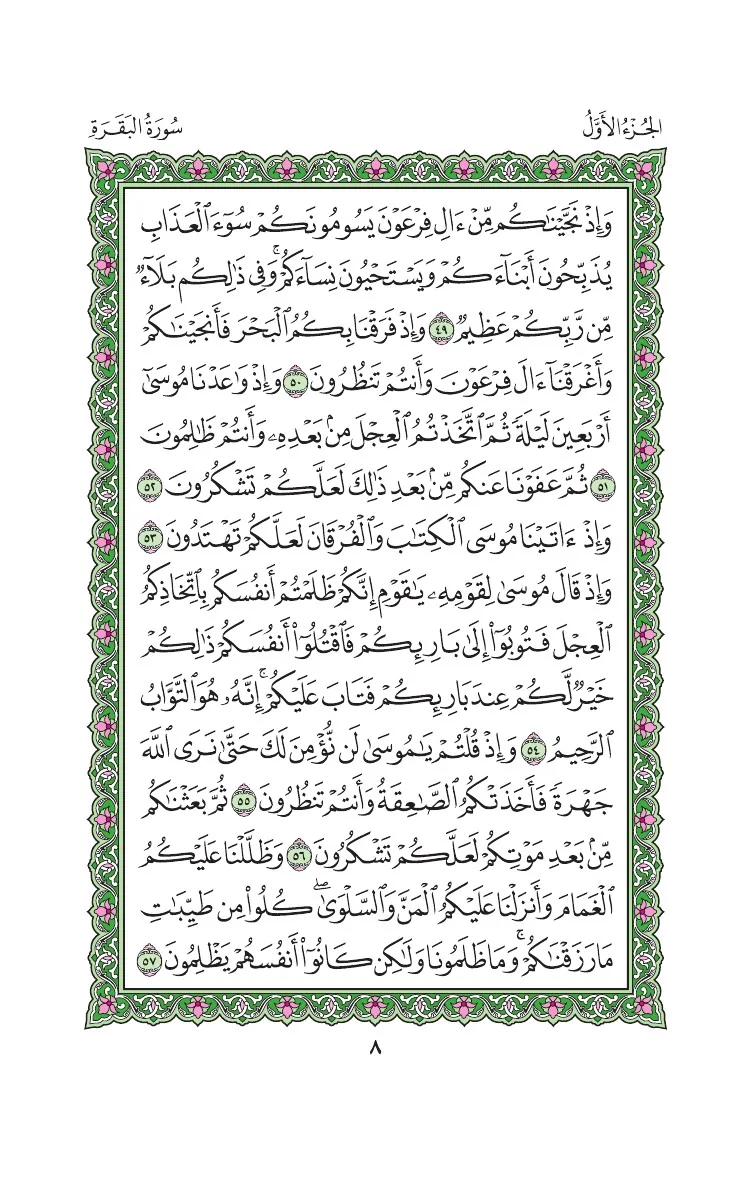 الجُزْءُ الأَوَّلُ
سُورَةُ البَقَرَةِ
وَإِذۡ نَجَّيۡنَٰكُم مِّنۡ ءَالِ فِرۡعَوۡنَ يَسُومُونَكُمۡ سُوٓءَ ٱلۡعَذَابِ
يُذَبِّحُونَ أَبۡنَآءَكُمۡ وَيَسۡتَحۡيُونَ نِسَآءَكُمۡۚ وَفِي ذَٰلِكُم بَلَآءٞ
مِّن رَّبِّكُمۡ عَظِيمٞ ٤٩ وَإِذۡ فَرَقۡنَا بِكُمُ ٱلۡبَحۡرَ فَأَنجَيۡنَٰكُمۡ
وَأَغۡرَقۡنَآ ءَالَ فِرۡعَوۡنَ وَأَنتُمۡ تَنظُرُونَ ٥٠ وَإِذۡ وَٰعَدۡنَا مُوسَىٰٓ
أَرۡبَعِينَ لَيۡلَةٗ ثُمَّ ٱتَّخَذۡتُمُ ٱلۡعِجۡلَ مِنۢ بَعۡدِهِۦ وَأَنتُمۡ ظَٰلِمُونَ
٥١ ثُمَّ عَفَوۡنَا عَنكُم مِّنۢ بَعۡدِ ذَٰلِكَ لَعَلَّكُمۡ تَشۡكُرُونَ ٥٢
وَإِذۡ ءَاتَيۡنَا مُوسَى ٱلۡكِتَٰبَ وَٱلۡفُرۡقَانَ لَعَلَّكُمۡ تَهۡتَدُونَ ٥٣
وَإِذۡ قَالَ مُوسَىٰ لِقَوۡمِهِۦ يَٰقَوۡمِ إِنَّكُمۡ ظَلَمۡتُمۡ أَنفُسَكُم بِٱتِّخَاذِكُمُ
ٱلۡعِجۡلَ فَتُوبُوٓاْ إِلَىٰ بَارِئِكُمۡ فَٱقۡتُلُوٓاْ أَنفُسَكُمۡ ذَٰلِكُمۡ
خَيۡرٞ لَّكُمۡ عِندَ بَارِئِكُمۡ فَتَابَ عَلَيۡكُمۡۚ إِنَّهُۥ هُوَ ٱلتَّوَّابُ
ٱلرَّحِيمُ ٥٤ وَإِذۡ قُلۡتُمۡ يَٰمُوسَىٰ لَن نُّؤۡمِنَ لَكَ حَتَّىٰ نَرَى ٱللَّهَ
جَهۡرَةٗ فَأَخَذَتۡكُمُ ٱلصَّٰعِقَةُ وَأَنتُمۡ تَنظُرُونَ ٥٥ ثُمَّ بَعَثۡنَٰكُم
مِّنۢ بَعۡدِ مَوۡتِكُمۡ لَعَلَّكُمۡ تَشۡكُرُونَ ٥٦ وَظَلَّلۡنَا عَلَيۡكُمُ
ٱلۡغَمَامَ وَأَنزَلۡنَا عَلَيۡكُمُ ٱلۡمَنَّ وَٱلسَّلۡوَىٰۖ كُلُواْ مِن طَيِّبَٰتِ
مَا رَزَقۡنَٰكُمۡۚ وَمَا ظَلَمُونَا وَلَٰكِن كَانُوٓاْ أَنفُسَهُمۡ يَظۡلِمُونَ ٥٧
٨